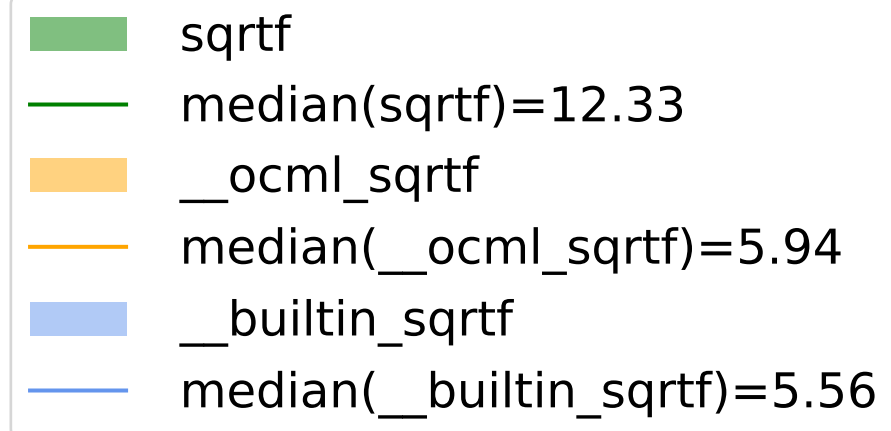 sqrtf
median(sqrtf)=12.33
__ocml_sqrtf
median(__ocml_sqrtf)=5.94
__builtin_sqrtf
median(__builtin_sqrtf)=5.56